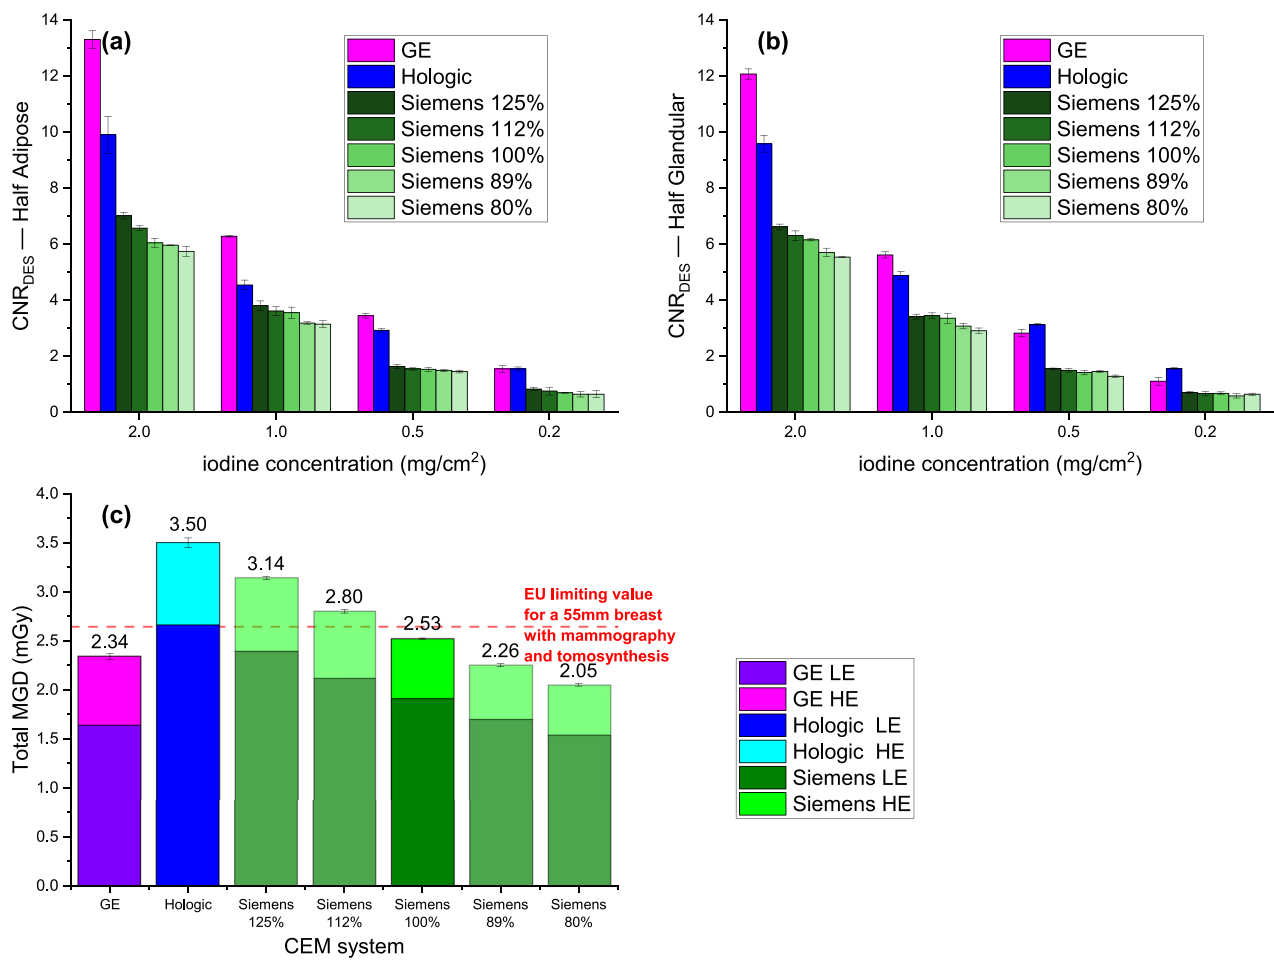 (a)
GE
Hologic
Siemens 125%
Siemens 112%
Siemens 100%
Siemens 89%
Siemens 80%
CNR_DES — Half Adipose
14
12
10
8
6
4
2
0
2.0 1.0 0.5 0.2
iodine concentration (mg/cm²)
(b)
GE
Hologic
Siemens 125%
Siemens 112%
Siemens 100%
Siemens 89%
Siemens 80%
CNR_DES — Half Glandular
14
12
10
8
6
4
2
0
2.0 1.0 0.5 0.2
iodine concentration (mg/cm²)
(c)
Total MGD (mGy)
4.0
3.5
3.0
2.5
2.0
1.5
1.0
0.5
0.0
2.34
3.50
3.14
2.80
2.53
2.26
2.05
EU limiting value
for a 55mm breast
with mammography
and tomosynthesis
GE Hologic Siemens Siemens Siemens Siemens Siemens
125% 112% 100% 89% 80%
CEM system
GE LE
GE HE
Hologic LE
Hologic HE
Siemens LE
Siemens HE